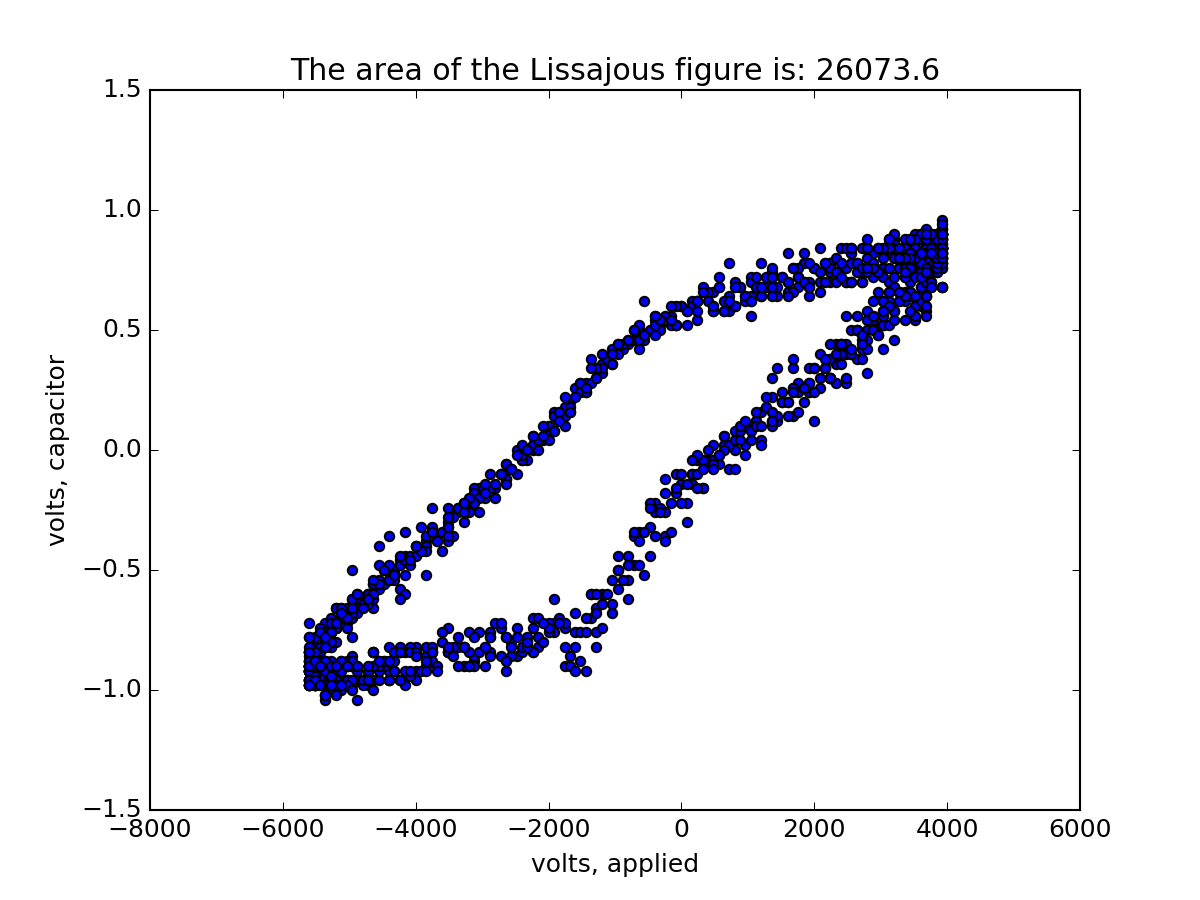 The area of the Lissajous figure is: 26073.6
1.5
1.0
0.5
0.0
−0.5
−1.0
−1.5
volts, capacitor
−8000 −6000 −4000 −2000 0 2000 4000 6000
volts, applied